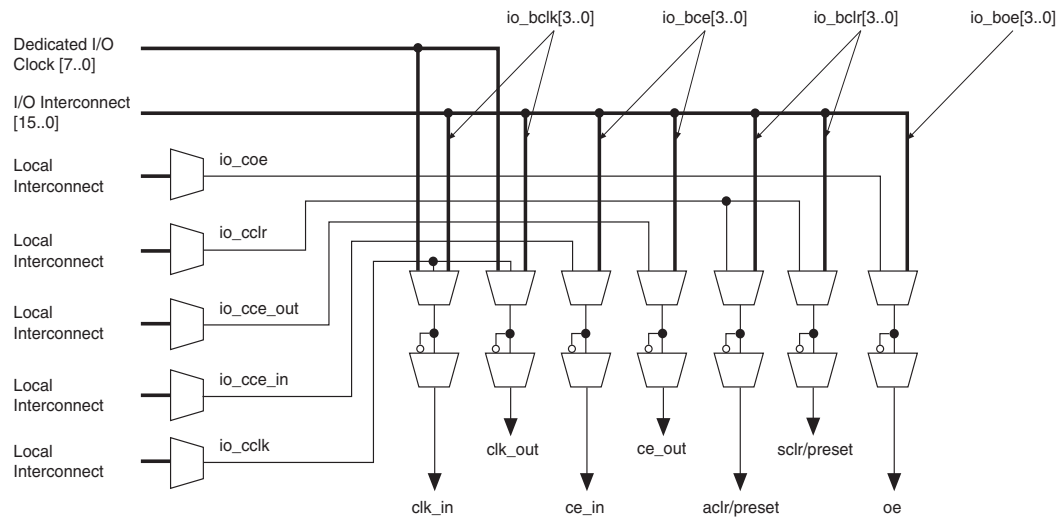 io_bclk[3..0]
io_bce[3..0]
io_bclr[3..0]
io_boe[3..0]
Dedicated I/O
Clock [7..0]
I/O Interconnect
[15..0]
Local
Interconnect
io_coe
Local
Interconnect
io_cclr
Local
Interconnect
io_cce_out
Local
Interconnect
io_cce_in
Local
Interconnect
io_cclk
clk_out
ce_out
sclr/preset
clk_in
ce_in
aclr/preset
oe